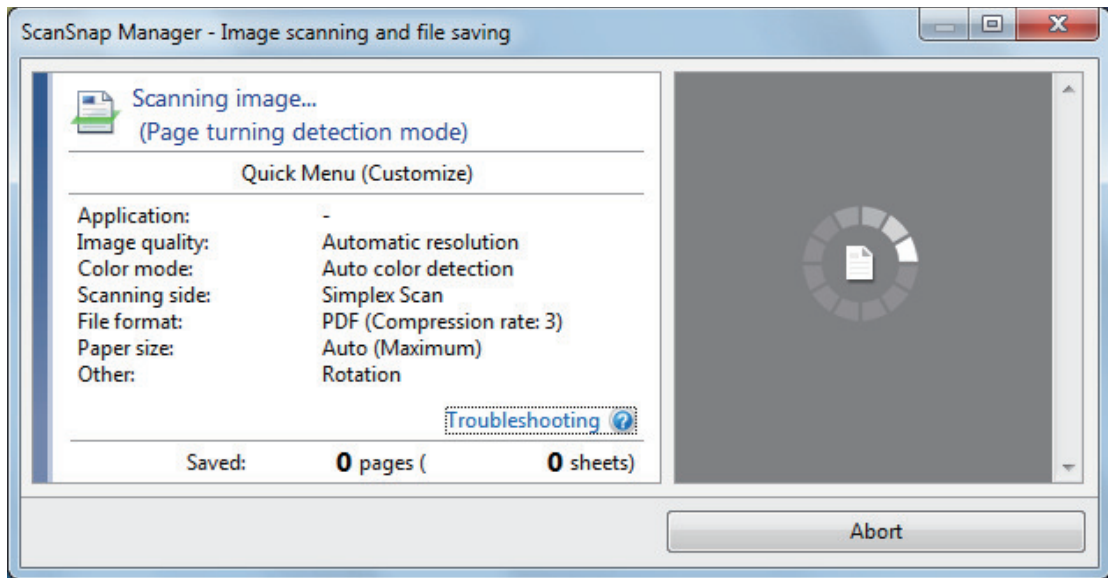 ScanSnap Manager - Image scanning and file saving
Scanning image...
(Page turning detection mode)
Quick Menu (Customize)
Application: -
Image quality: Automatic resolution
Color mode: Auto color detection
Scanning side: Simplex Scan
File format: PDF (Compression rate: 3)
Paper size: Auto (Maximum)
Other: Rotation
Troubleshooting ?
Saved: 0 pages ( 0 sheets)
Abort